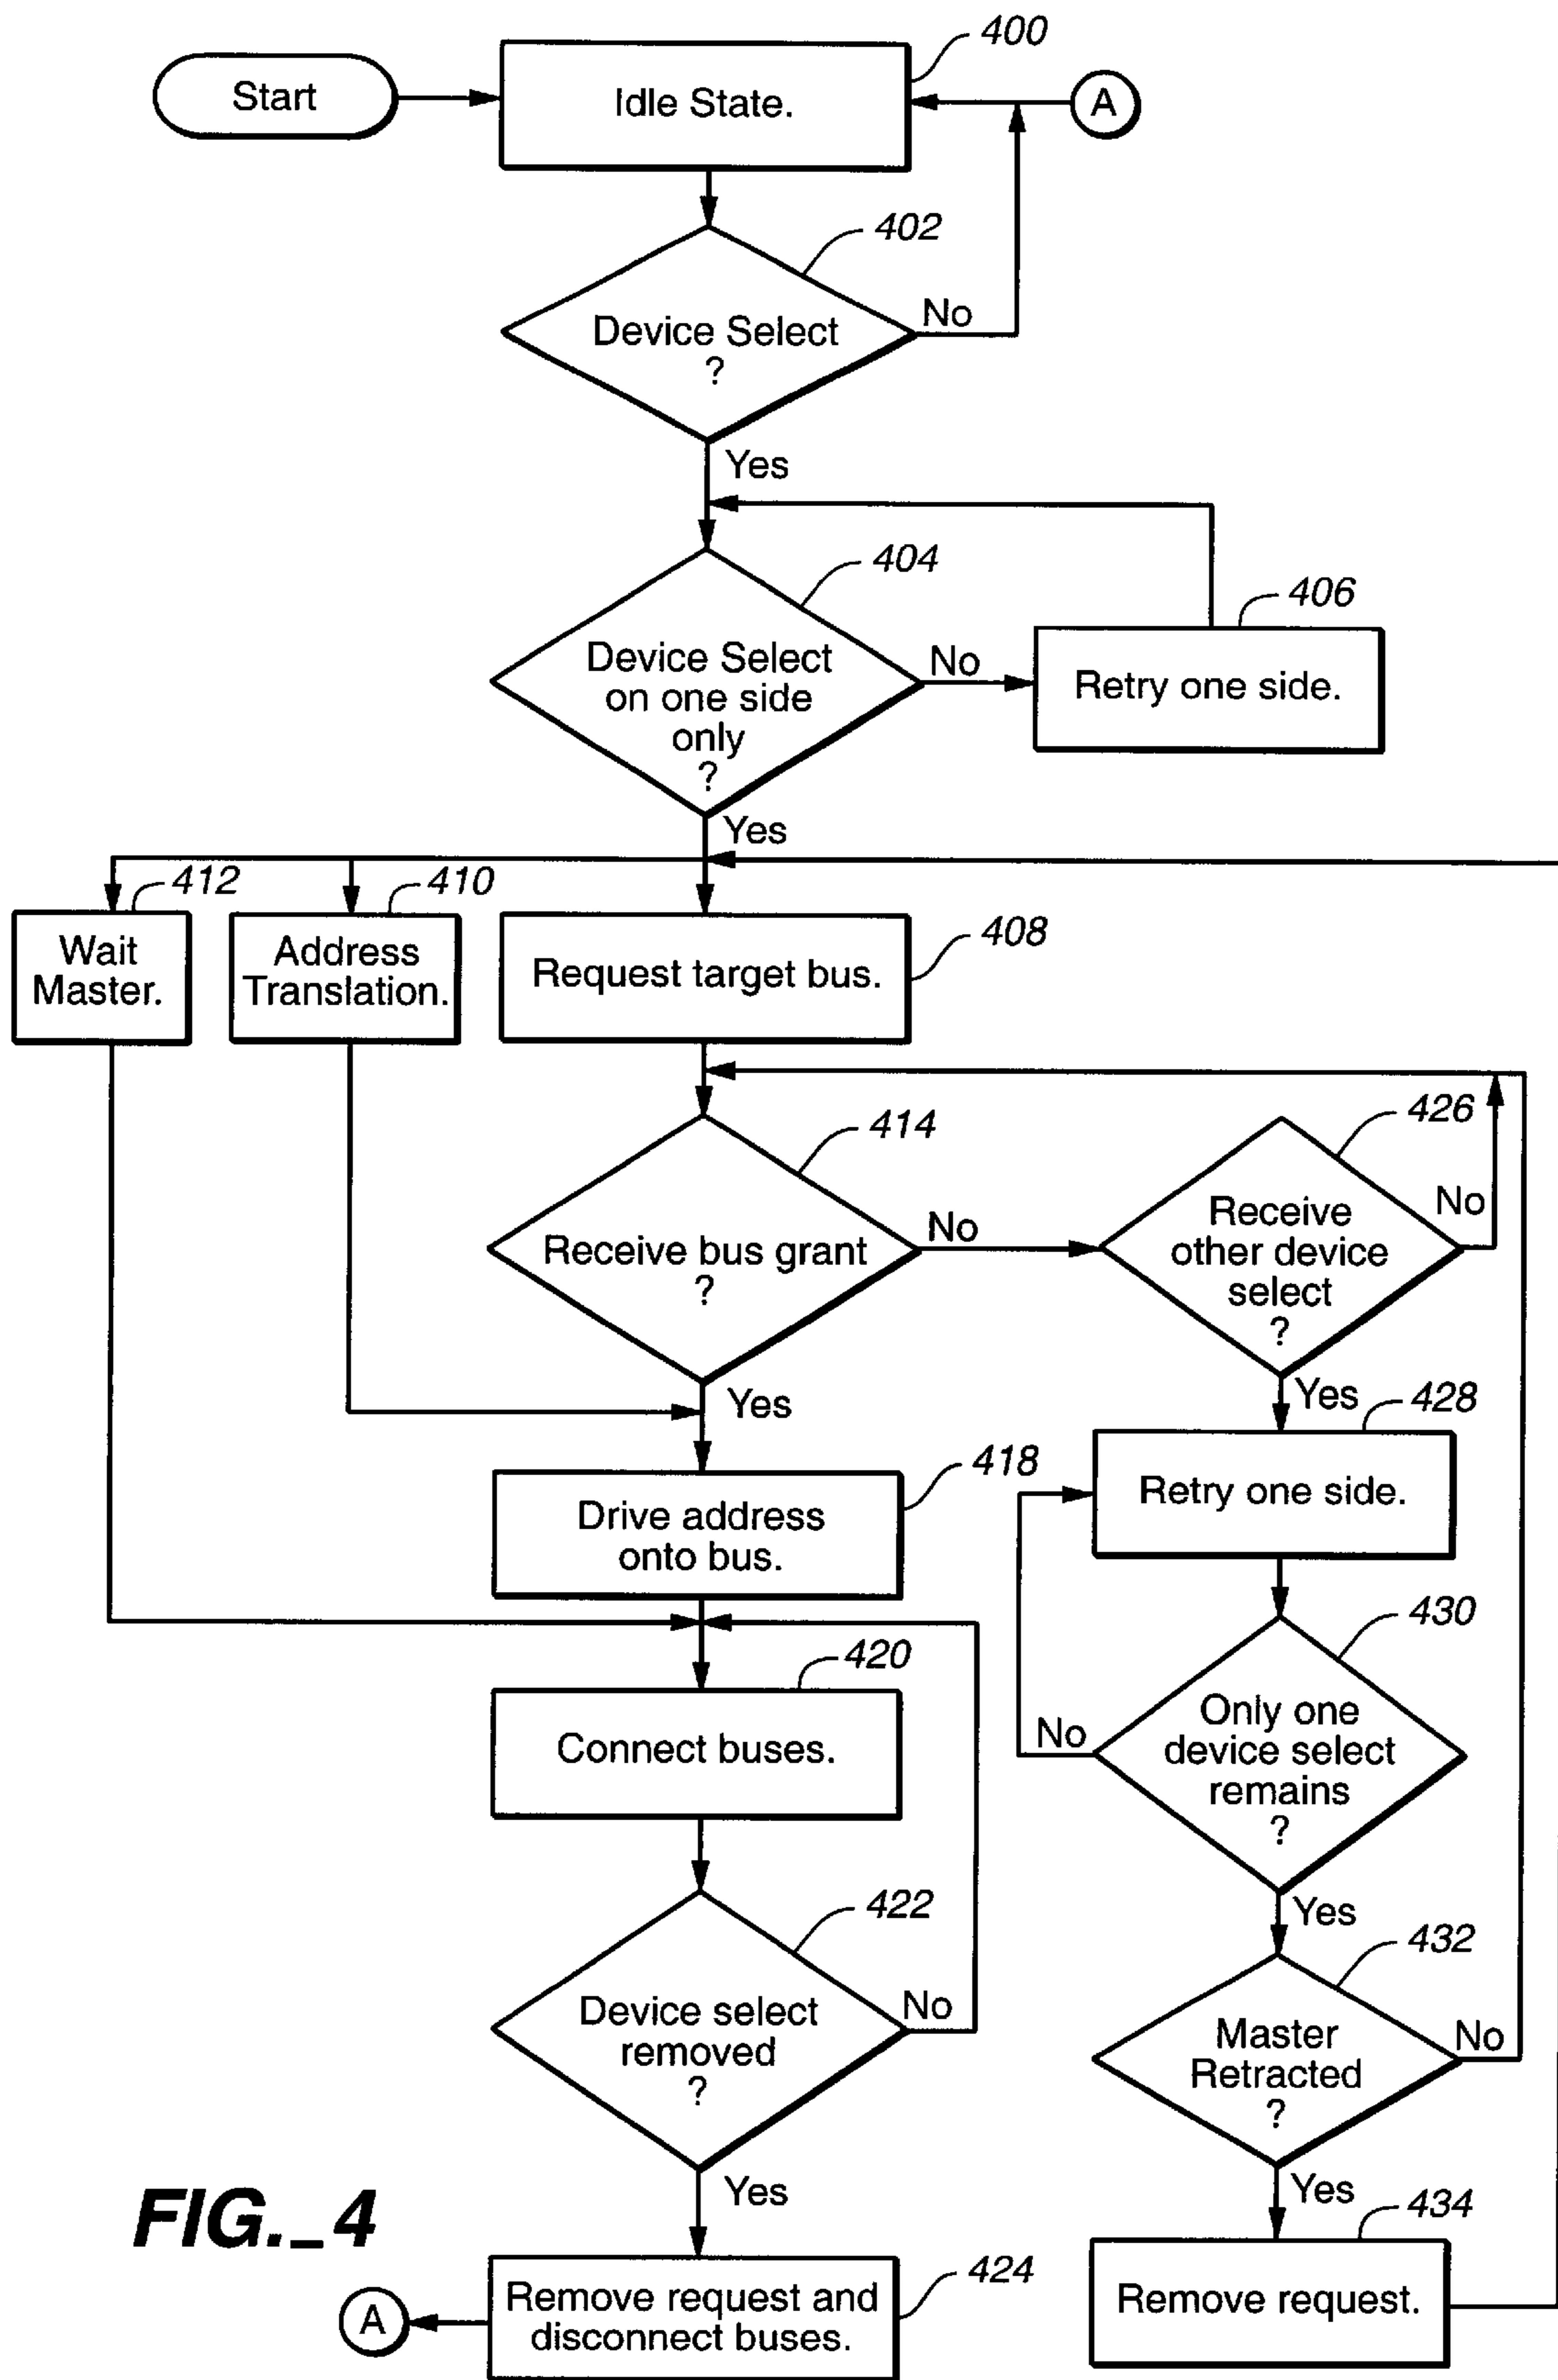 400
Start
Idle State.
A
402
Device Select
?
No
Yes
404
406
Device Select
on one side
only
?
No
Retry one side.
Yes
412
410
408
Wait
Master.
Address
Translation.
Request target bus.
414
426
Receive bus grant
?
No
Receive
other device
select
?
No
Yes
Yes
428
418
Retry one side.
Drive address
onto bus.
430
420
Connect buses.
Only one
device select
remains
?
No
Yes
422
432
Device select
removed
?
No
Master
Retracted
?
No
Yes
Yes
434
FIG._4
424
Remove request and
disconnect buses.
A
Remove request.